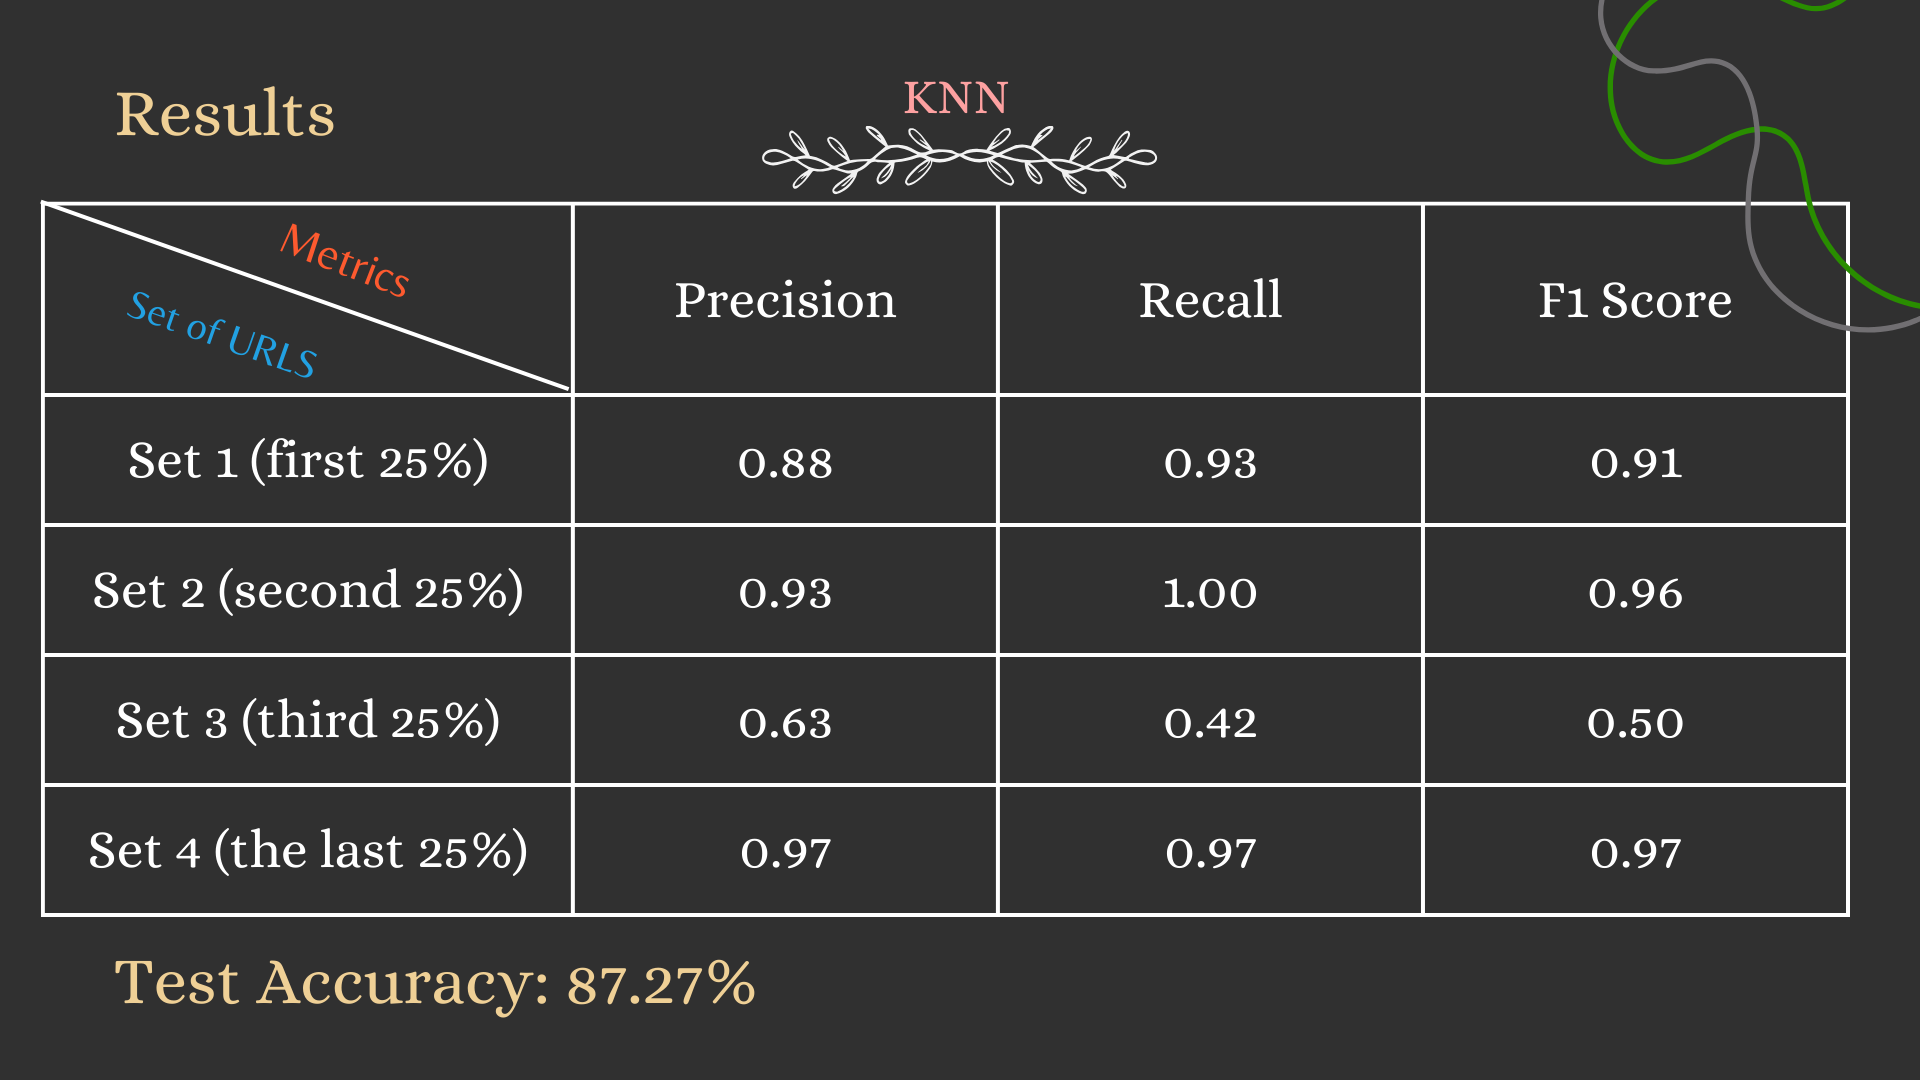 Results
KNN
Metrics
Set of URLS
Precision
Recall
F1 Score
Set 1 (first 25%)
0.88
0.93
0.91
Set 2 (second 25%)
0.93
1.00
0.96
Set 3 (third 25%)
0.63
0.42
0.50
Set 4 (the last 25%)
0.97
0.97
0.97
Test Accuracy: 87.27%